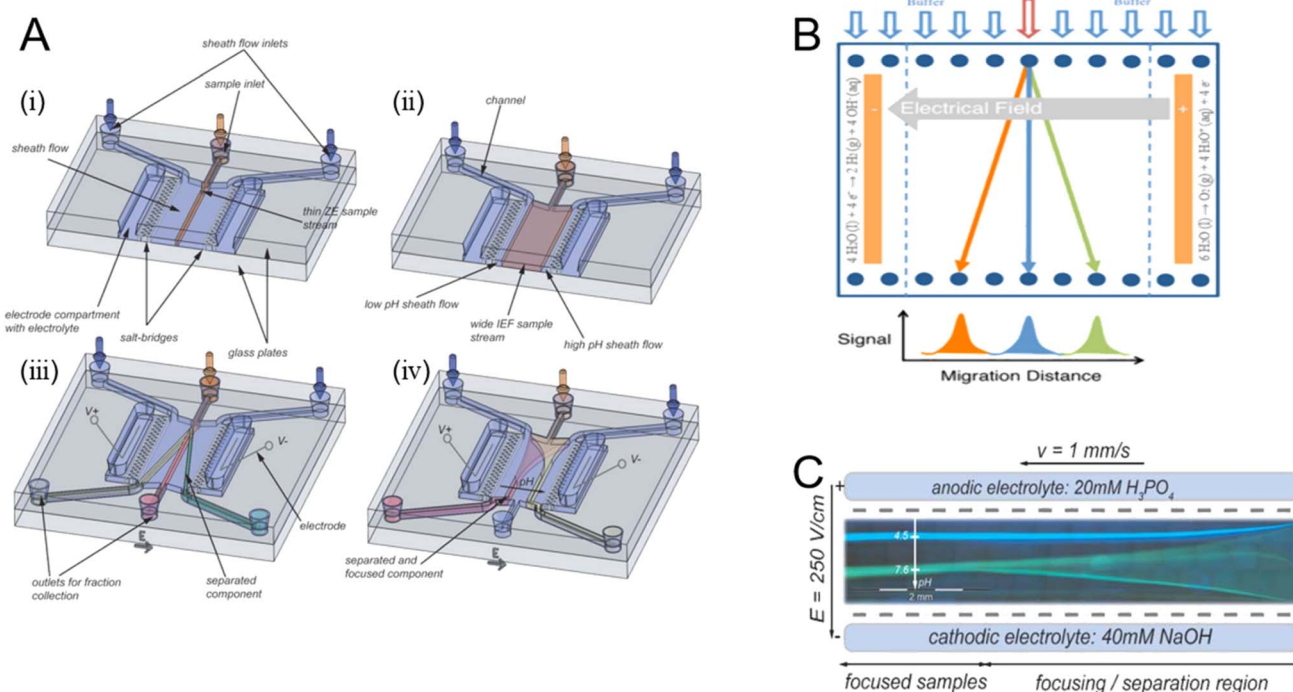 A
(i)
sheath flow inlets
sample inlet
sheath flow
thin ZE sample
stream
electrode compartment
with electrolyte
salt-bridges
glass plates
(ii)
channel
low pH sheath flow
wide IEF sample
stream
high pH sheath flow
(iii)
V+
V-
electrode
E
outlets for fraction
collection
separated
component
(iv)
V+
V-
pH
separated and
focused component
E
B
Buffer
Buffer
Electrical Field
-
+
4 H₂O (l) + 4 e⁻ → 2 H₂ (g) + 4 OH⁻ (aq)
6 H₂O (l) → O₂ (g) + 4 H₃O⁺ (aq) + 4 e⁻
Signal
Migration Distance
C
v = 1 mm/s
+
anodic electrolyte: 20mM H₃PO₄
E = 250 V/cm
4.5
7.6
pH
2 mm
-
cathodic electrolyte: 40mM NaOH
focused samples
focusing / separation region